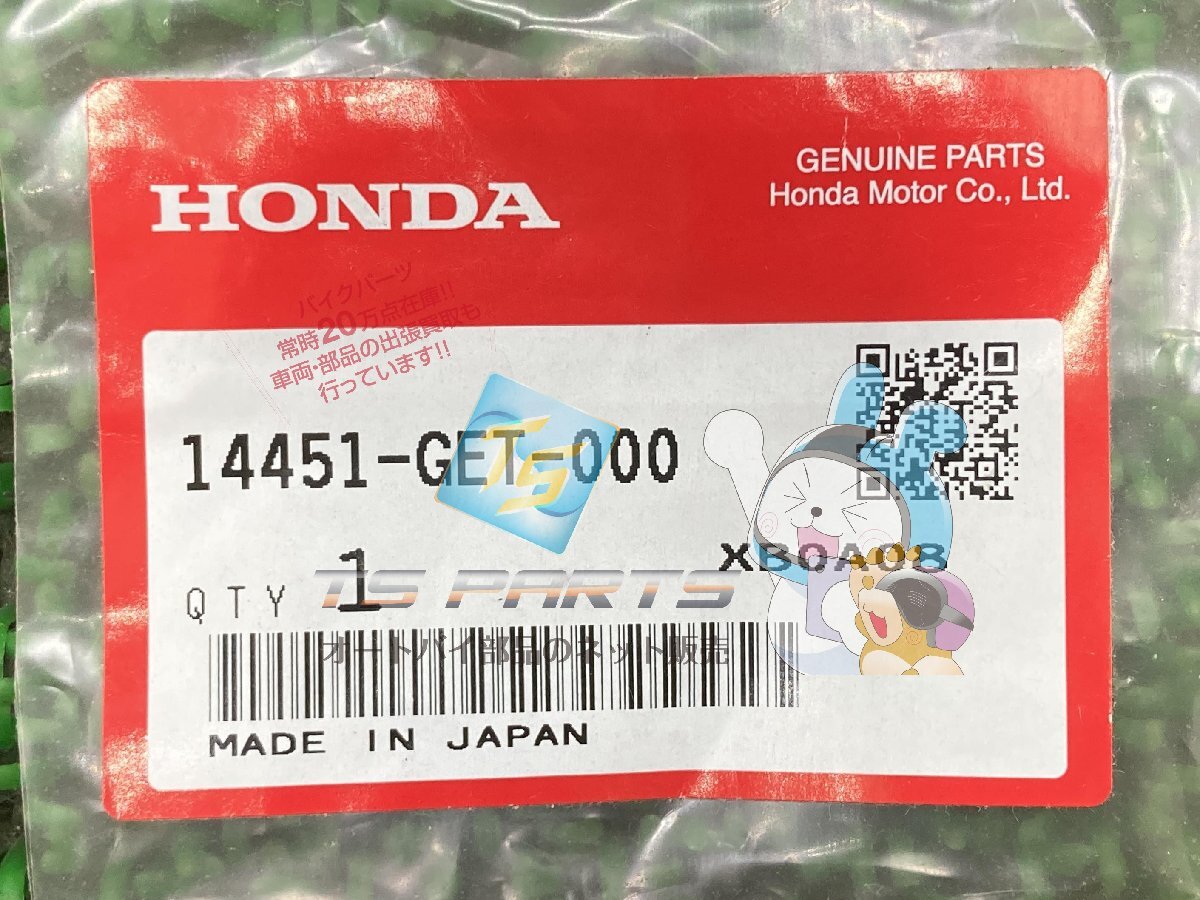 GENUINE PARTS
Honda Motor Co., Ltd.
HONDA
バイクパーツ
常時20万点在庫!!
車両・部品の出張買取も
行っています!!
14451-GET-000
TS
XB0A08
QTY 1
TS PARTS
オートバイ部品のネット販売
MADE IN JAPAN